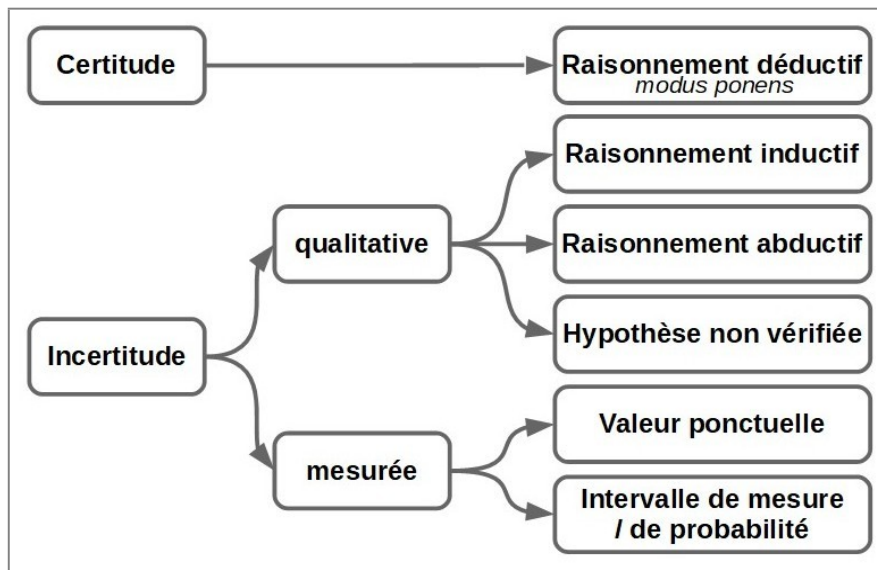 Certitude
Raisonnement déductif
modus ponens
Raisonnement inductif
qualitative
Raisonnement abductif
Hypothèse non vérifiée
Incertitude
Valeur ponctuelle
mesurée
Intervalle de mesure
/ de probabilité